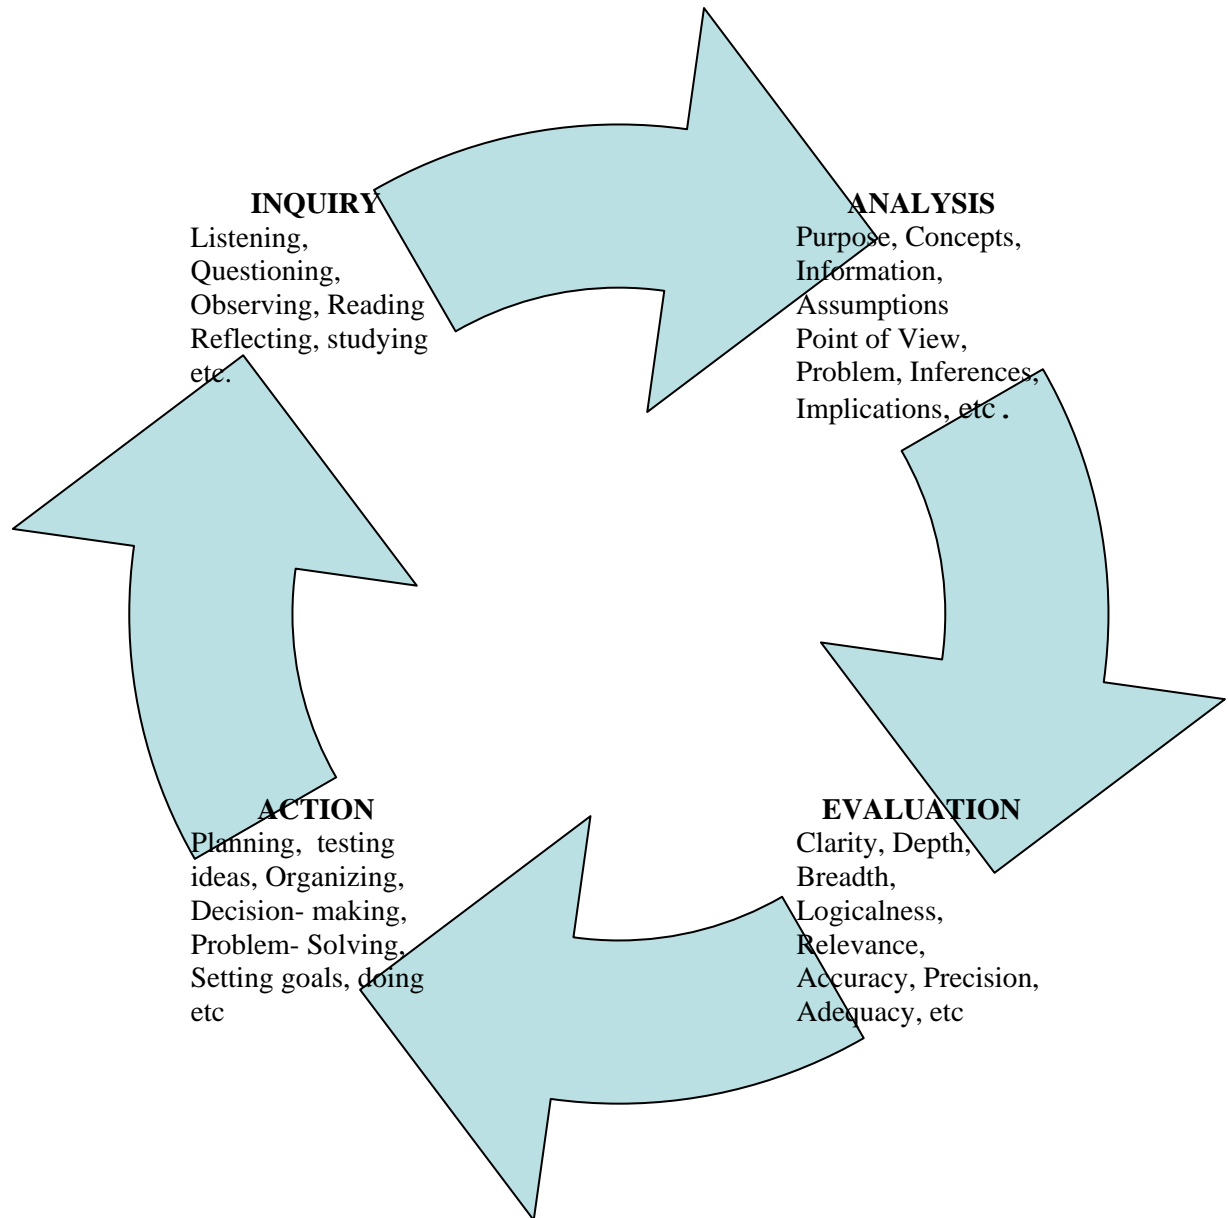 INQUIRY
Listening,
Questioning,
Observing, Reading
Reflecting, studying
etc.
ANALYSIS
Purpose, Concepts,
Information,
Assumptions
Point of View,
Problem, Inferences,
Implications, etc .
ACTION
Planning,  testing
ideas, Organizing,
Decision- making,
Problem- Solving,
Setting goals, doing
etc
EVALUATION
Clarity, Depth,
Breadth,
Logicalness,
Relevance,
Accuracy, Precision,
Adequacy, etc